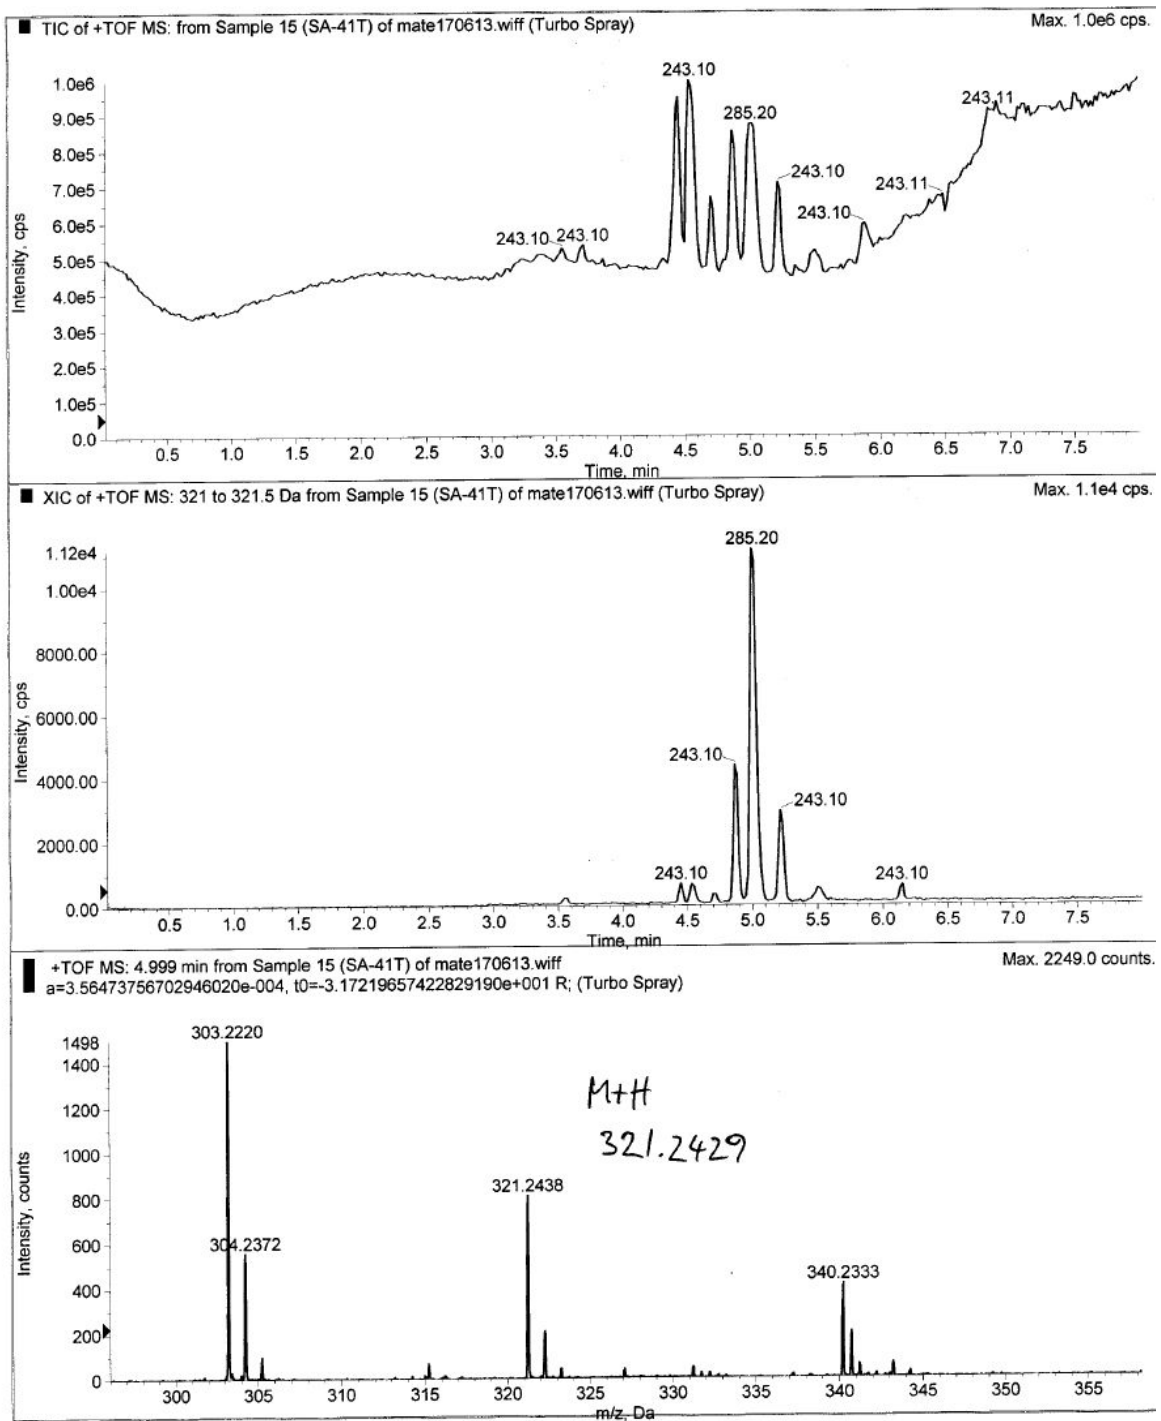 TIC of +TOF MS: from Sample 15 (SA-41T) of mate170613.wiff (Turbo Spray)
Max. 1.0e6 cps.
243.10
285.20
243.10
243.10
243.10
243.10
243.11
243.11
1.0e6
9.0e5
8.0e5
7.0e5
6.0e5
5.0e5
4.0e5
3.0e5
2.0e5
1.0e5
0.0
Intensity, cps
0.5 1.0 1.5 2.0 2.5 3.0 3.5 4.0 4.5 5.0 5.5 6.0 6.5 7.0 7.5
Time, min
XIC of +TOF MS: 321 to 321.5 Da from Sample 15 (SA-41T) of mate170613.wiff (Turbo Spray)
Max. 1.1e4 cps.
285.20
243.10
243.10
243.10
243.10
1.12e4
1.00e4
8000.00
6000.00
4000.00
2000.00
0.00
Intensity, cps
0.5 1.0 1.5 2.0 2.5 3.0 3.5 4.0 4.5 5.0 5.5 6.0 6.5 7.0 7.5
Time, min
+TOF MS: 4.999 min from Sample 15 (SA-41T) of mate170613.wiff
Max. 2249.0 counts.
a=3.56473756702946020e-004, t0=-3.17219657422829190e+001 R; (Turbo Spray)
303.2220
304.2372
M+H
321.2429
321.2438
340.2333
1498
1400
1200
1000
800
600
400
200
0
Intensity, counts
300 305 310 315 320 325 330 335 340 345 350 355
m/z, Da